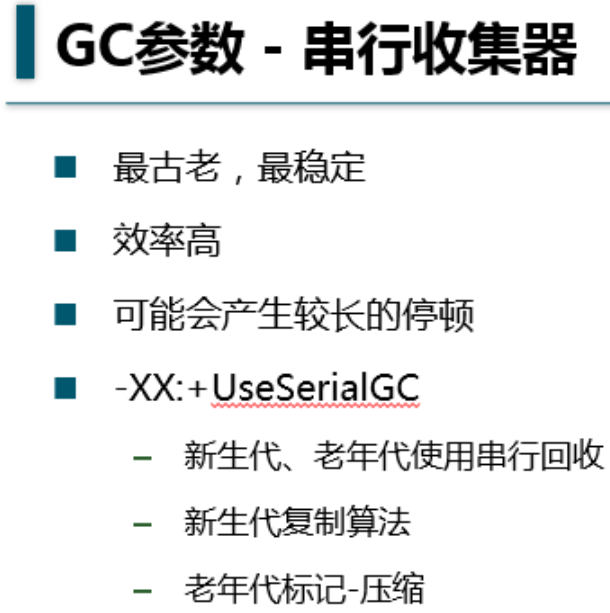 GC参数 - 串行收集器
最古老，最稳定
效率高
可能会产生较长的停顿
-XX:+UseSerialGC
– 新生代、老年代使用串行回收
– 新生代复制算法
– 老年代标记-压缩